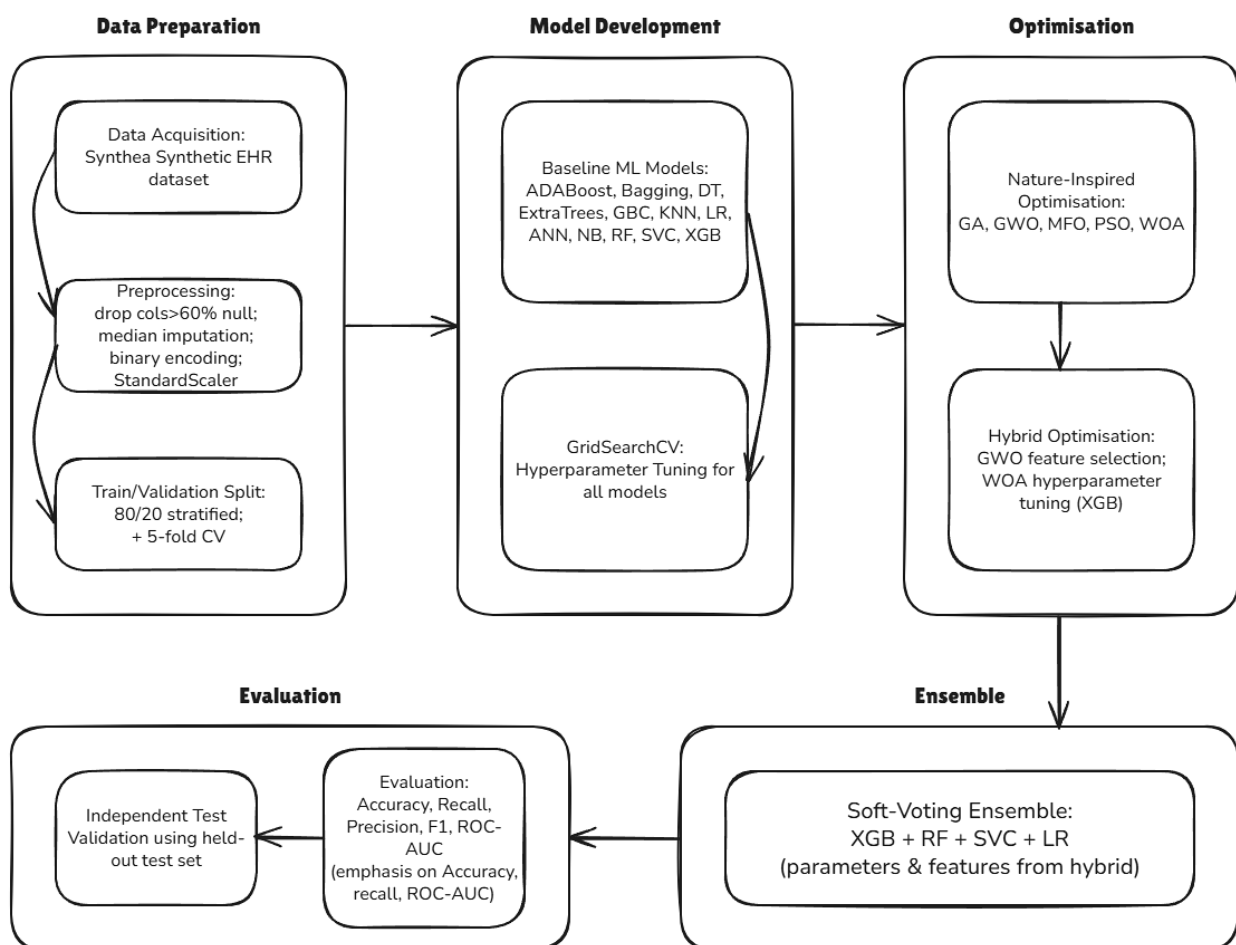 Data Preparation
Data Acquisition:
Synthea Synthetic EHR
dataset
Preprocessing:
drop cols>60% null;
median imputation;
binary encoding;
StandardScaler
Train/Validation Split:
80/20 stratified;
+ 5-fold CV
Model Development
Baseline ML Models:
ADABoost, Bagging, DT,
ExtraTrees, GBC, KNN, LR,
ANN, NB, RF, SVC, XGB
GridSearchCV:
Hyperparameter Tuning for
all models
Optimisation
Nature-Inspired
Optimisation:
GA, GWO, MFO, PSO, WOA
Hybrid Optimisation:
GWO feature selection;
WOA hyperparameter
tuning (XGB)
Ensemble
Soft-Voting Ensemble:
XGB + RF + SVC + LR
(parameters & features from hybrid)
Evaluation
Evaluation:
Accuracy, Recall,
Precision, F1, ROC-
AUC
(emphasis on Accuracy,
recall, ROC-AUC)
Independent Test
Validation using held-
out test set